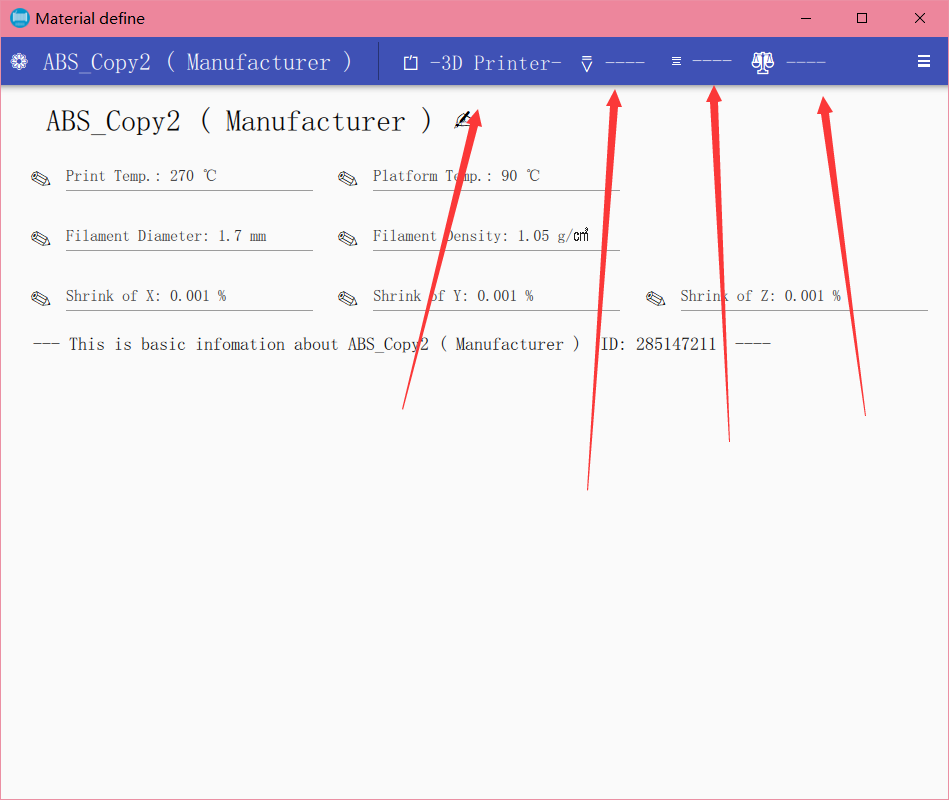 Material define
ABS_Copy2 ( Manufacturer ) -3D Printer- ---- ---- ----
ABS_Copy2 ( Manufacturer )
Print Temp.: 270 ℃ Platform Temp.: 90 ℃
Filament Diameter: 1.7 mm Filament Density: 1.05 g/cm³
Shrink of X: 0.001 % Shrink of Y: 0.001 % Shrink of Z: 0.001 %
--- This is basic infomation about ABS_Copy2 ( Manufacturer ) ID: 285147211 ----